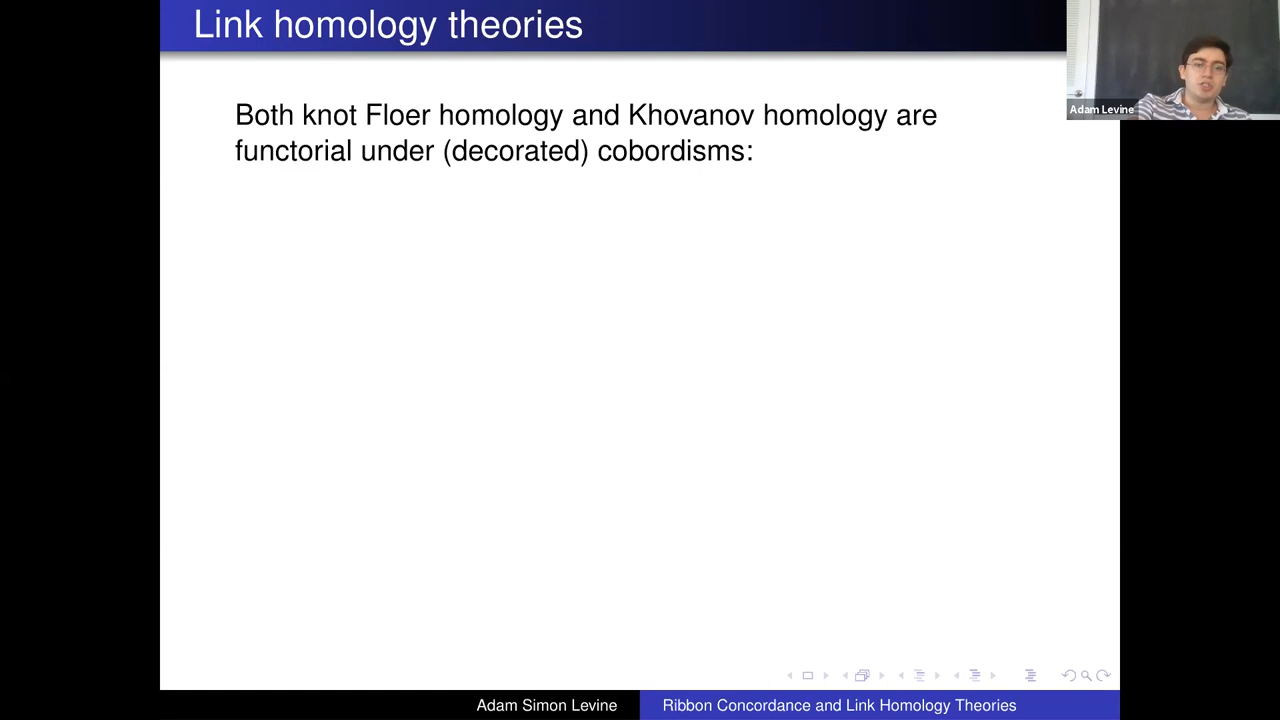 Link homology theories
Adam Levine
Both knot Floer homology and Khovanov homology are
functorial under (decorated) cobordisms:
Adam Simon Levine
Ribbon Concordance and Link Homology Theories